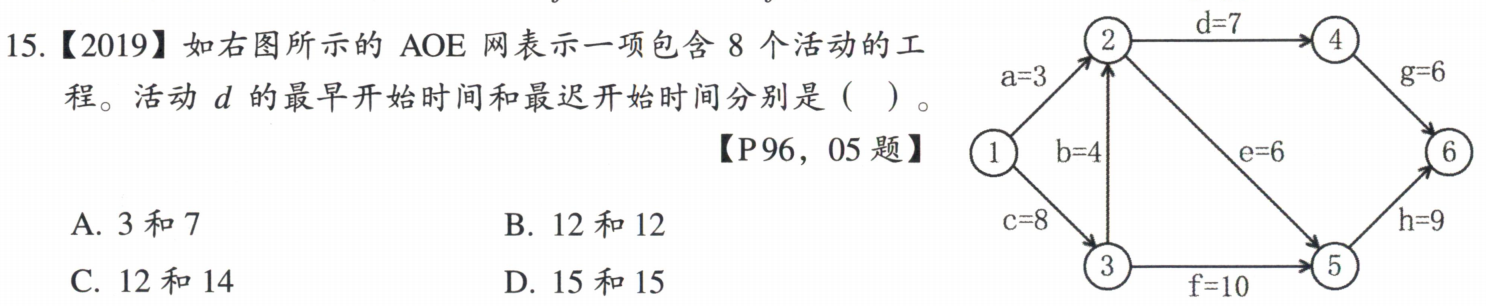 15.【2019】如右图所示的 AOE 网表示一项包含 8 个活动的工
程。活动 d 的最早开始时间和最迟开始时间分别是（ ）。
【P96，05 题】
A. 3 和 7
B. 12 和 12
C. 12 和 14
D. 15 和 15
d=7
2
4
a=3
g=6
1
b=4
e=6
6
c=8
h=9
3
5
f=10